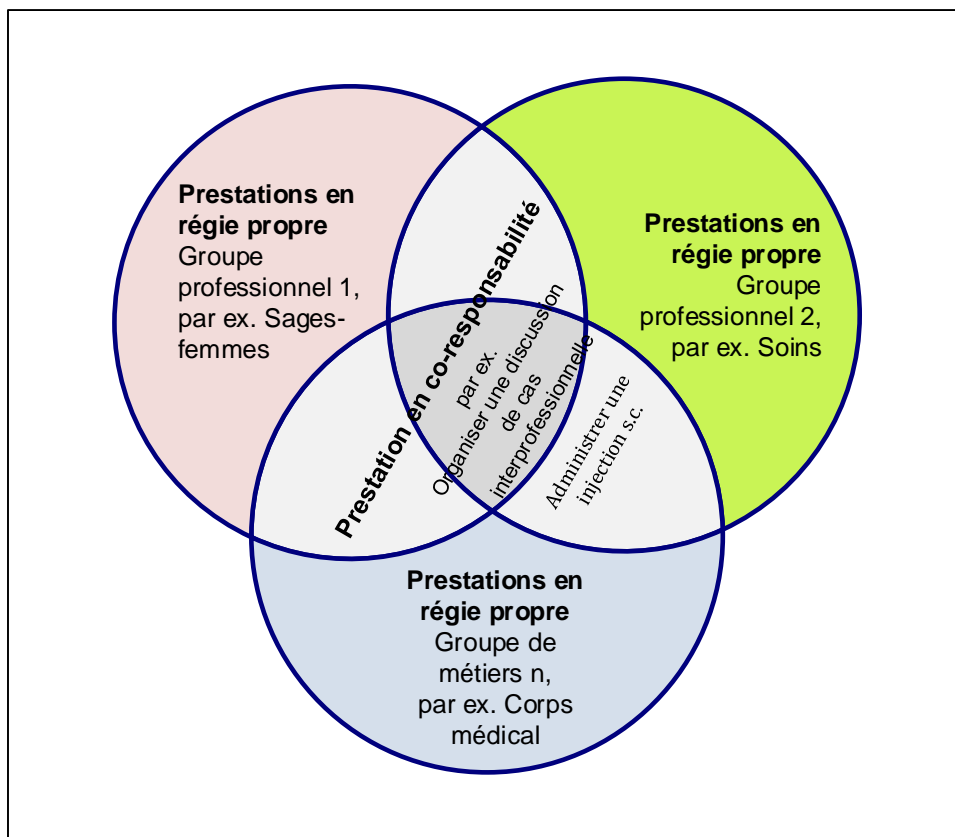 Prestations en
régie propre
Groupe
professionnel 1,
par ex. Sages-
femmes
Prestations en
régie propre
Groupe
professionnel 2,
par ex. Soins
Prestation en co-responsabilité
par ex.
Organiser une discussion
de cas
interprofessionnelle
Administrer une
injection s.c.
Prestations en
régie propre
Groupe de
métiers n,
par ex. Corps
médical